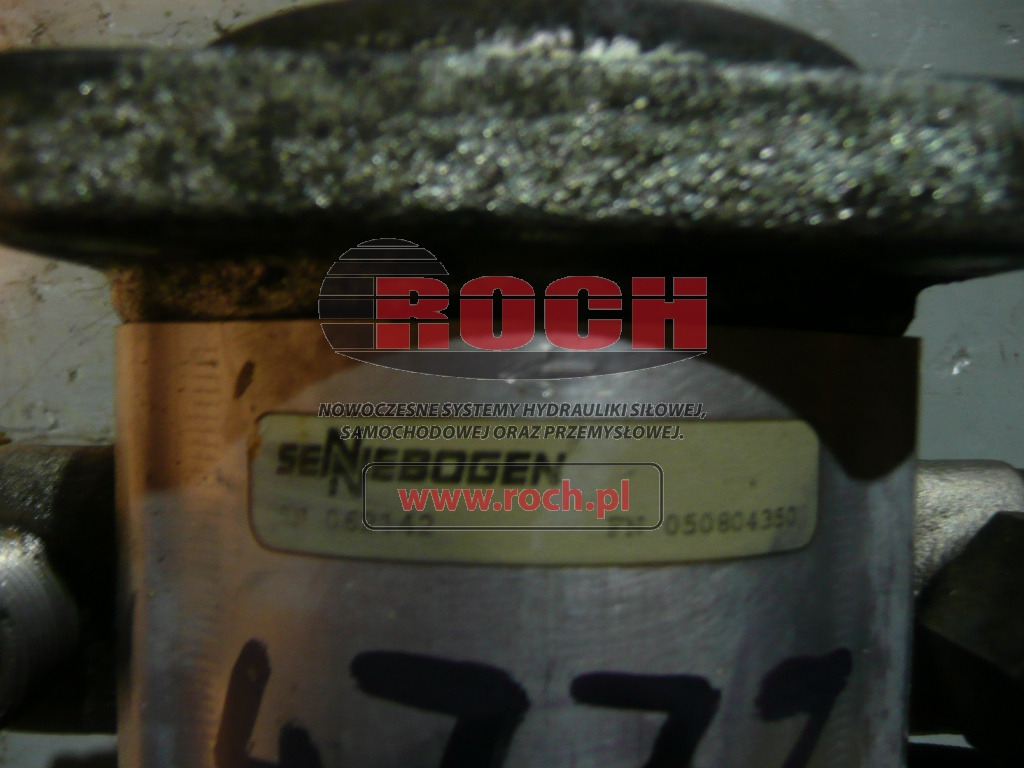 ROCH
NOWOCZESNE SYSTEMY HYDRAULIKI SIŁOWEJ,
SAMOCHODOWEJ ORAZ PRZEMYSŁOWEJ.
SENNEBOGEN
www.roch.pl
050804350